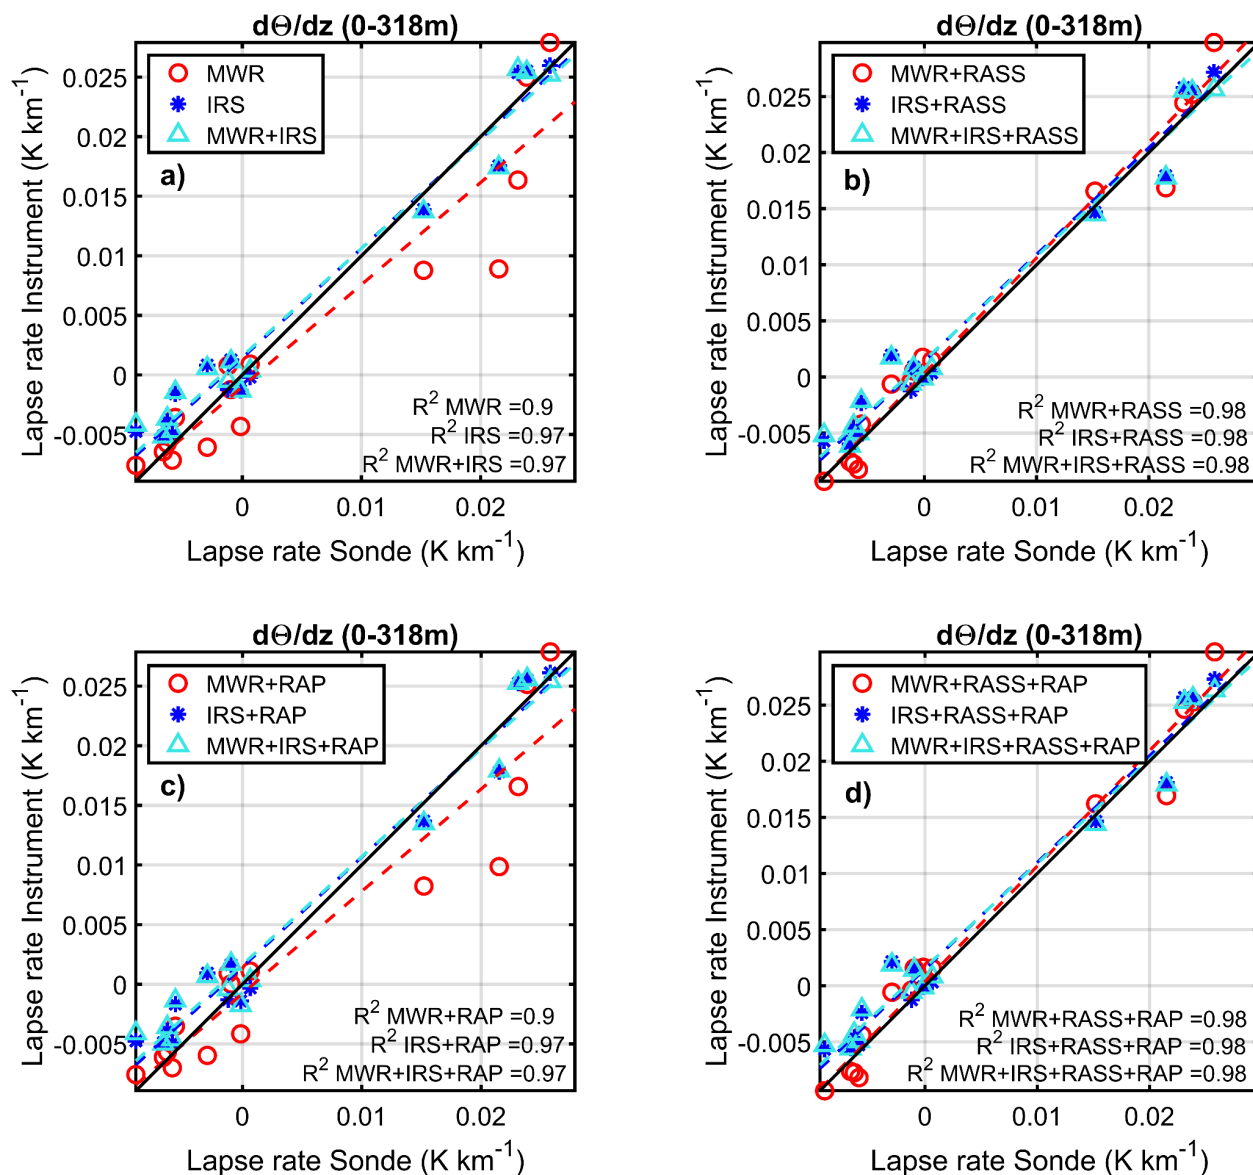 dΘ/dz (0-318m)
MWR
IRS
MWR+IRS
a)
0.025
0.02
0.015
0.01
0.005
0
-0.005
R² MWR =0.9
R² IRS =0.97
R² MWR+IRS =0.97
0 0.01 0.02
Lapse rate Sonde (K km⁻¹)
Lapse rate Instrument (K km⁻¹)
dΘ/dz (0-318m)
MWR+RASS
IRS+RASS
MWR+IRS+RASS
b)
0.025
0.02
0.015
0.01
0.005
0
-0.005
R² MWR+RASS =0.98
R² IRS+RASS =0.98
R² MWR+IRS+RASS =0.98
0 0.01 0.02
Lapse rate Sonde (K km⁻¹)
Lapse rate Instrument (K km⁻¹)
dΘ/dz (0-318m)
MWR+RAP
IRS+RAP
MWR+IRS+RAP
c)
0.025
0.02
0.015
0.01
0.005
0
-0.005
R² MWR+RAP =0.9
R² IRS+RAP =0.97
R² MWR+IRS+RAP =0.97
0 0.01 0.02
Lapse rate Sonde (K km⁻¹)
Lapse rate Instrument (K km⁻¹)
dΘ/dz (0-318m)
MWR+RASS+RAP
IRS+RASS+RAP
MWR+IRS+RASS+RAP
d)
0.025
0.02
0.015
0.01
0.005
0
-0.005
R² MWR+RASS+RAP =0.98
R² IRS+RASS+RAP =0.98
R² MWR+IRS+RASS+RAP =0.98
0 0.01 0.02
Lapse rate Sonde (K km⁻¹)
Lapse rate Instrument (K km⁻¹)